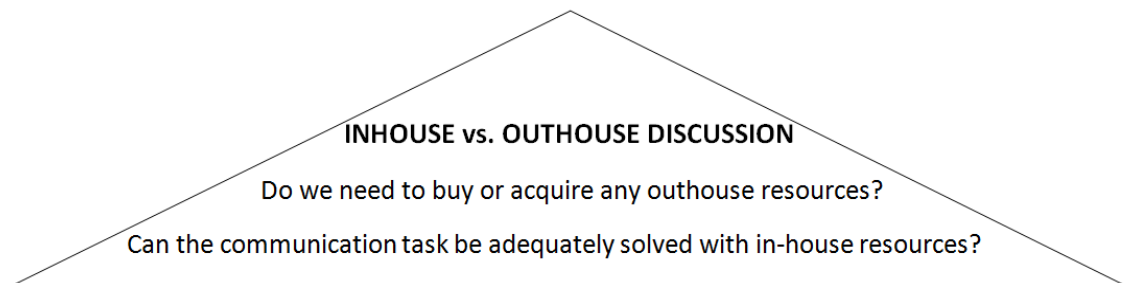 INHOUSE vs. OUTHOUSE DISCUSSION
Do we need to buy or acquire any outhouse resources?
Can the communication task be adequately solved with in-house resources?